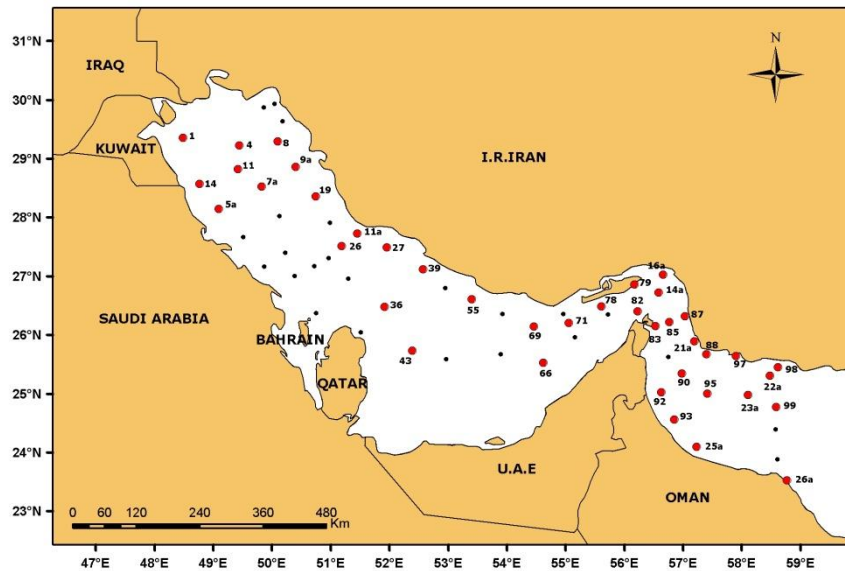 N
31°N
IRAQ
30°N
1
4
8
KUWAIT
29°N
11
9a
I.R.IRAN
14
7a
19
28°N
5a
11a
26
27
27°N
39
16a
79
14a
36
55
78
82
87
26°N
SAUDI ARABIA
71
85
BAHRAIN
69
83
21a
88
43
97
98
QATAR
66
90
22a
25°N
92
95
23a
99
93
24°N
25a
U.A.E
26a
23°N
OMAN
0 120 240 360 480
Km
47°E 48°E 49°E 50°E 51°E 52°E 53°E 54°E 55°E 56°E 57°E 58°E 59°E